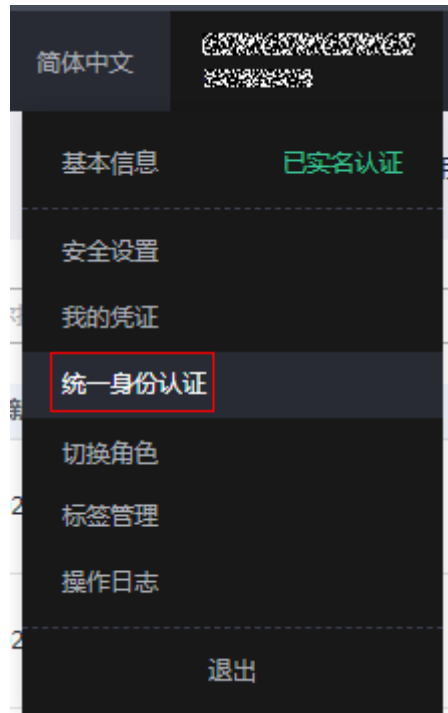 简体中文
基本信息 已实名认证
安全设置
我的凭证
统一身份认证
切换角色
标签管理
操作日志
退出